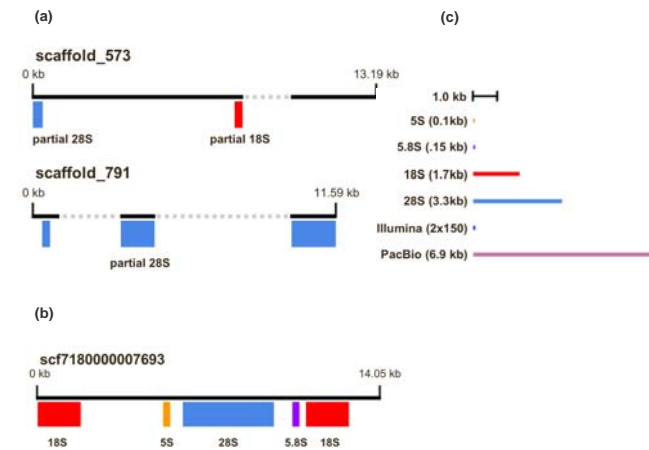 (a)
scaffold_573
0 kb
13.19 kb
partial 28S
partial 18S
scaffold_791
0 kb
11.59 kb
partial 28S
(c)
1.0 kb
5S (0.1kb)
5.8S (.15 kb)
18S (1.7kb)
28S (3.3kb)
Illumina (2x150)
PacBio (6.9 kb)
(b)
scf7180000007693
0 kb
14.05 kb
18S
5S
28S
5.8S
18S